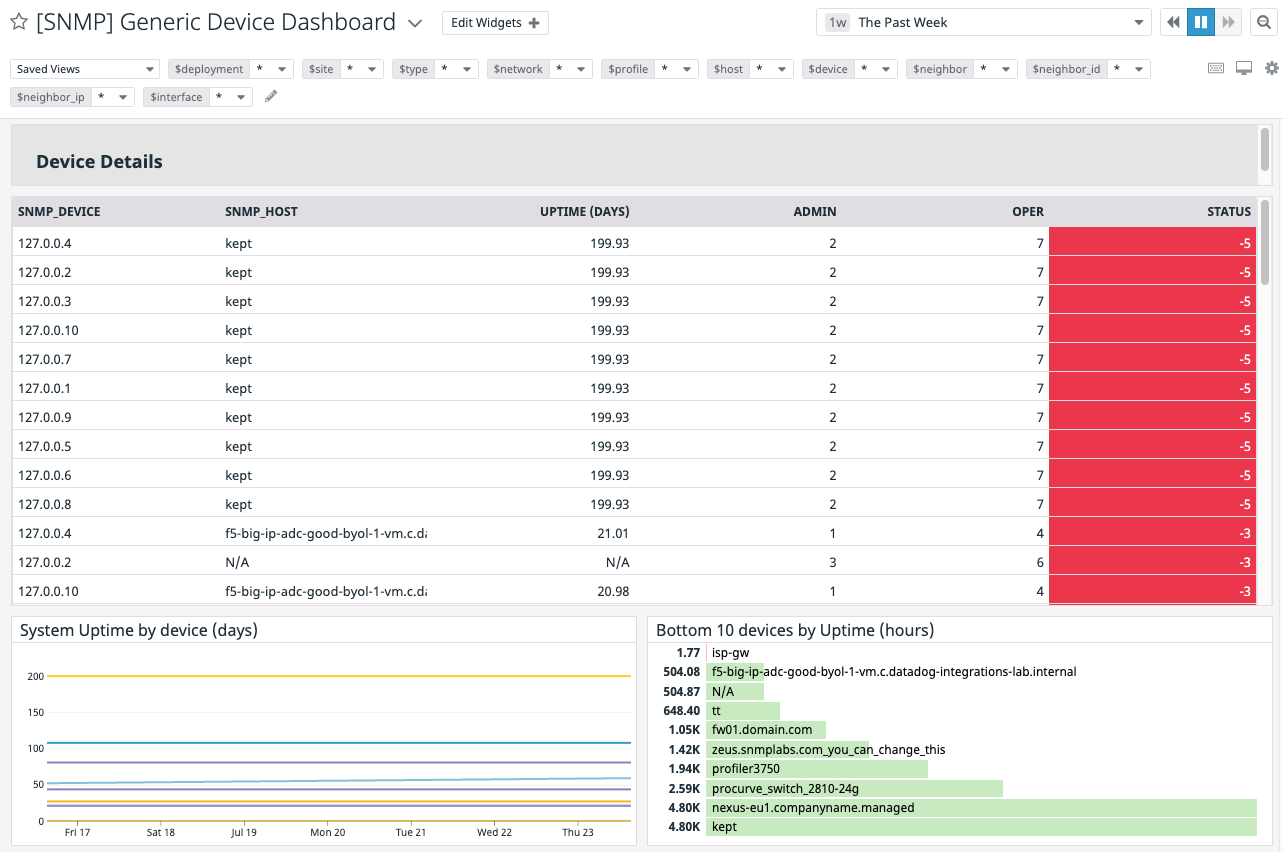 [SNMP] Generic Device Dashboard Edit Widgets 1w The Past Week
Saved Views $deployment * $site * $type * $network * $profile * $host * $device * $neighbor * $neighbor_id *
$neighbor_ip * $interface *
Device Details
SNMP_DEVICE SNMP_HOST UPTIME (DAYS) ADMIN OPER STATUS
127.0.0.4 kept 199.93 2 7 -5
127.0.0.2 kept 199.93 2 7 -5
127.0.0.3 kept 199.93 2 7 -5
127.0.0.10 kept 199.93 2 7 -5
127.0.0.7 kept 199.93 2 7 -5
127.0.0.1 kept 199.93 2 7 -5
127.0.0.9 kept 199.93 2 7 -5
127.0.0.5 kept 199.93 2 7 -5
127.0.0.6 kept 199.93 2 7 -5
127.0.0.8 kept 199.93 2 7 -5
127.0.0.4 f5-big-ip-adc-good-byol-1-vm.c.da 21.01 1 4 -3
127.0.0.2 N/A N/A 3 6 -3
127.0.0.10 f5-big-ip-adc-good-byol-1-vm.c.da 20.98 1 4 -3
System Uptime by device (days)
200
150
100
50
0
Fri 17 Sat 18 Jul 19 Mon 20 Tue 21 Wed 22 Thu 23
Bottom 10 devices by Uptime (hours)
1.77 isp-gw
504.08 f5-big-ip-adc-good-byol-1-vm.c.datadog-integrations-lab.internal
504.87 N/A
648.40 tt
1.05K fw01.domain.com
1.42K zeus.snmplabs.com_you_can_change_this
1.94K profiler3750
2.59K procurve_switch_2810-24g
4.80K nexus-eu1.companyname.managed
4.80K kept